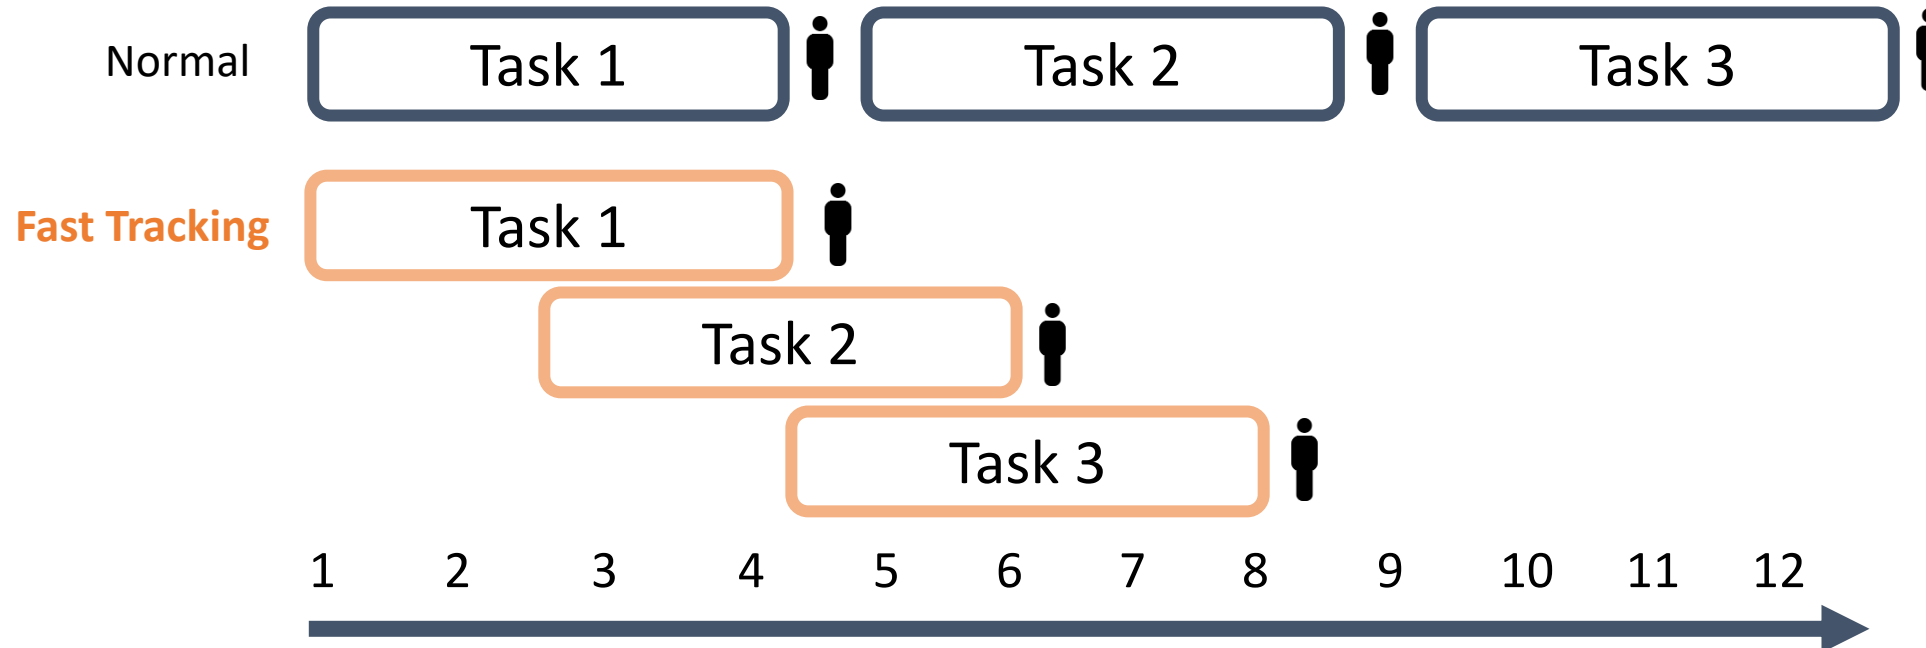 Normal
Task 1
Task 2
Task 3
Fast Tracking
Task 1
Task 2
Task 3
1 2 3 4 5 6 7 8 9 10 11 12